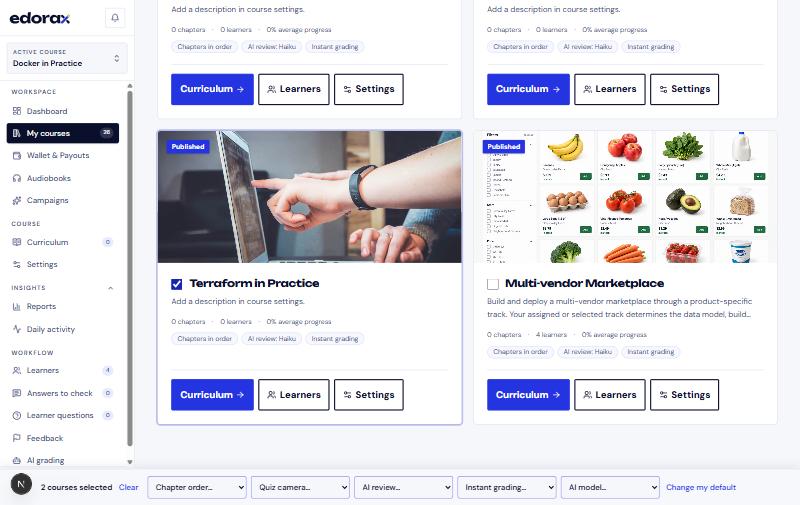 edorax
ACTIVE COURSE
Docker in Practice
WORKSPACE
Dashboard
My courses 26
Wallet & Payouts
Audiobooks
Campaigns
COURSE
Curriculum 0
Settings
INSIGHTS
Reports
Daily activity
WORKFLOW
Learners 4
Answers to check 0
Learner questions 0
Feedback
AI grading
Add a description in course settings.
0 chapters · 0 learners · 0% average progress
Chapters in order AI review: Haiku Instant grading
Curriculum → Learners Settings
Add a description in course settings.
0 chapters · 0 learners · 0% average progress
Chapters in order AI review: Haiku Instant grading
Curriculum → Learners Settings
Published
Terraform in Practice
Add a description in course settings.
0 chapters · 0 learners · 0% average progress
Chapters in order AI review: Haiku Instant grading
Curriculum → Learners Settings
Published
Multi-vendor Marketplace
Build and deploy a multi-vendor marketplace through a product-specific
track. Your assigned or selected track determines the data model, build...
0 chapters · 4 learners · 0% average progress
Chapters in order AI review: Haiku Instant grading
Curriculum → Learners Settings
N
2 courses selected Clear Chapter order... Quiz camera... AI review... Instant grading... AI model... Change my default